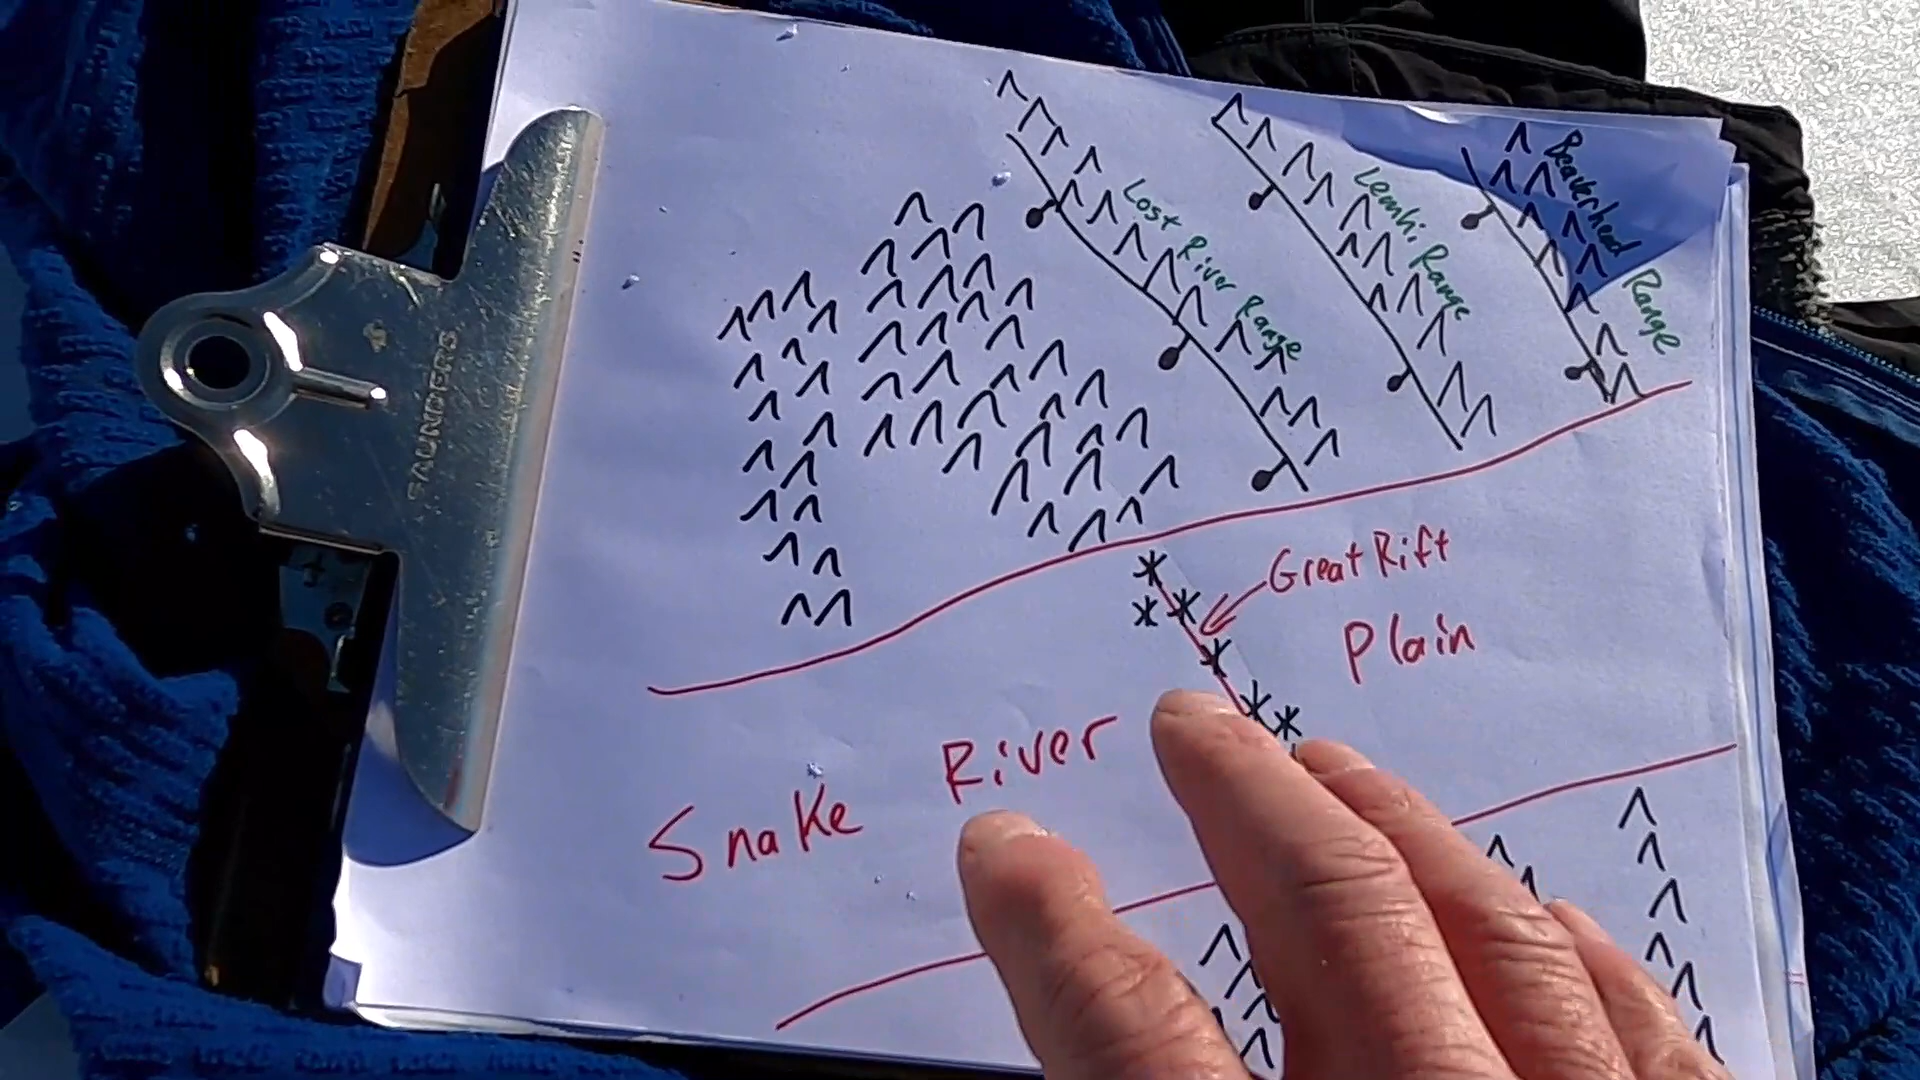 SAUNDERS
Lost River Range
Lemhi Range
Beaverhead Range
Great Rift
Plain
Snake River